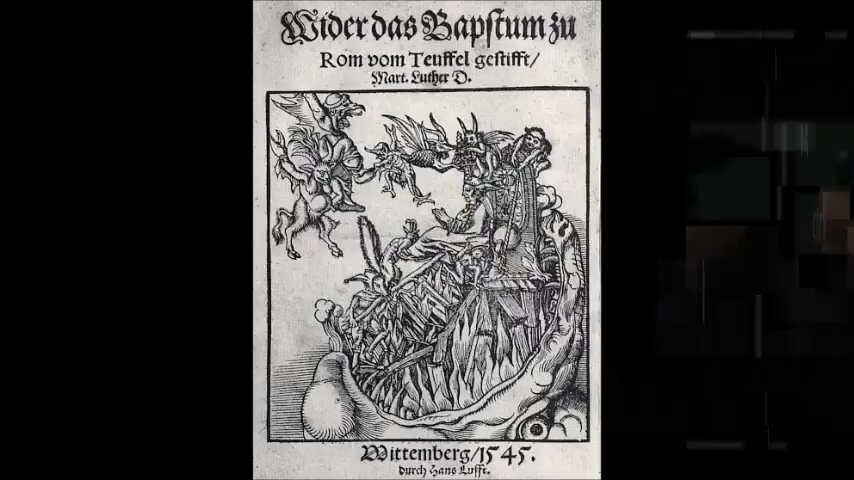 Wider das Bapstum zu
Rom vom Teuffel gestifft/
Mart. Luther D.
Wittemberg/1545.
durch Hans Lufft.